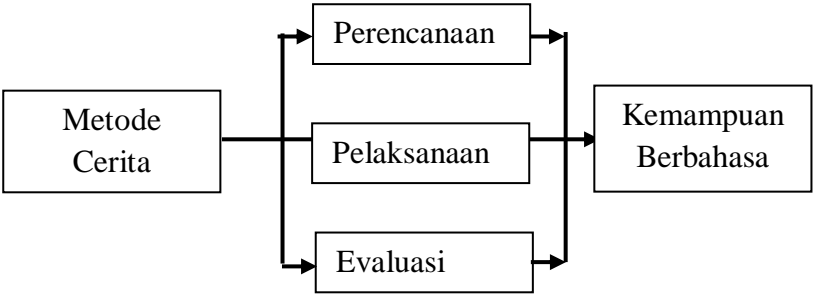 Metode
Cerita
Perencanaan
Pelaksanaan
Evaluasi
Kemampuan
Berbahasa